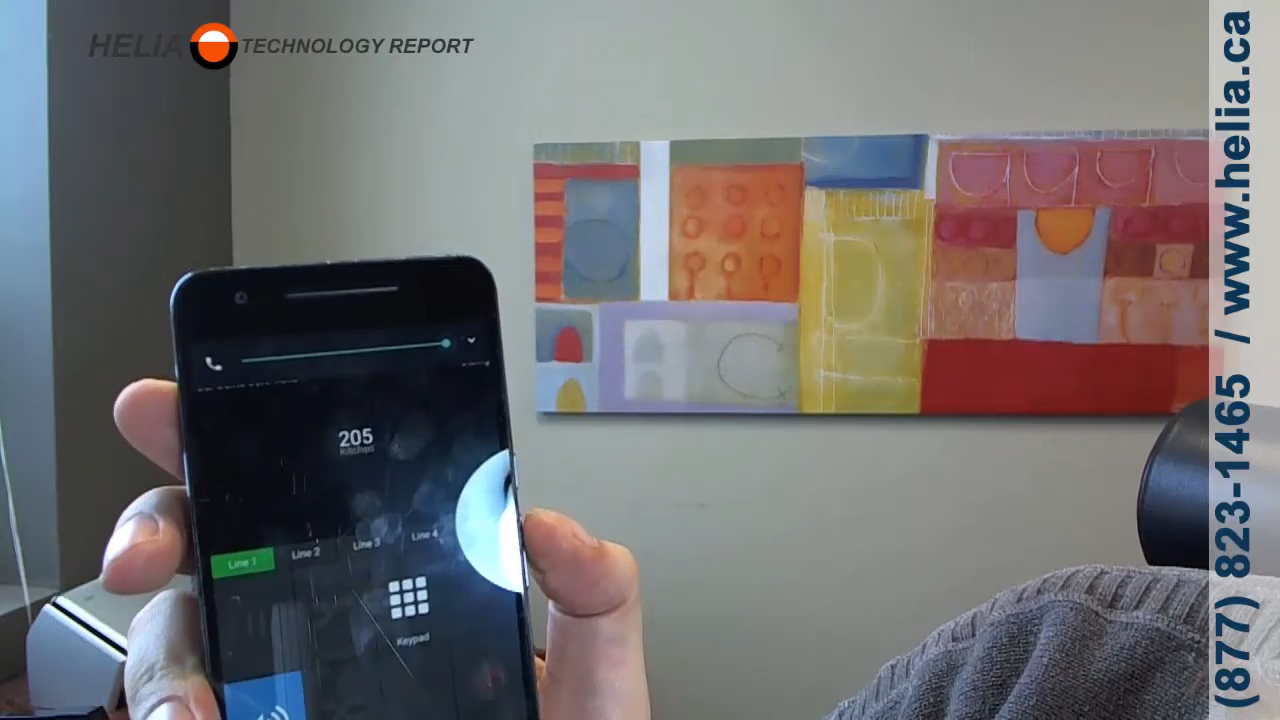 HELIA TECHNOLOGY REPORT
205
Kitchen
Line 1 Line 2 Line 3 Line 4
Keypad
(877) 823-1465 / www.helia.ca